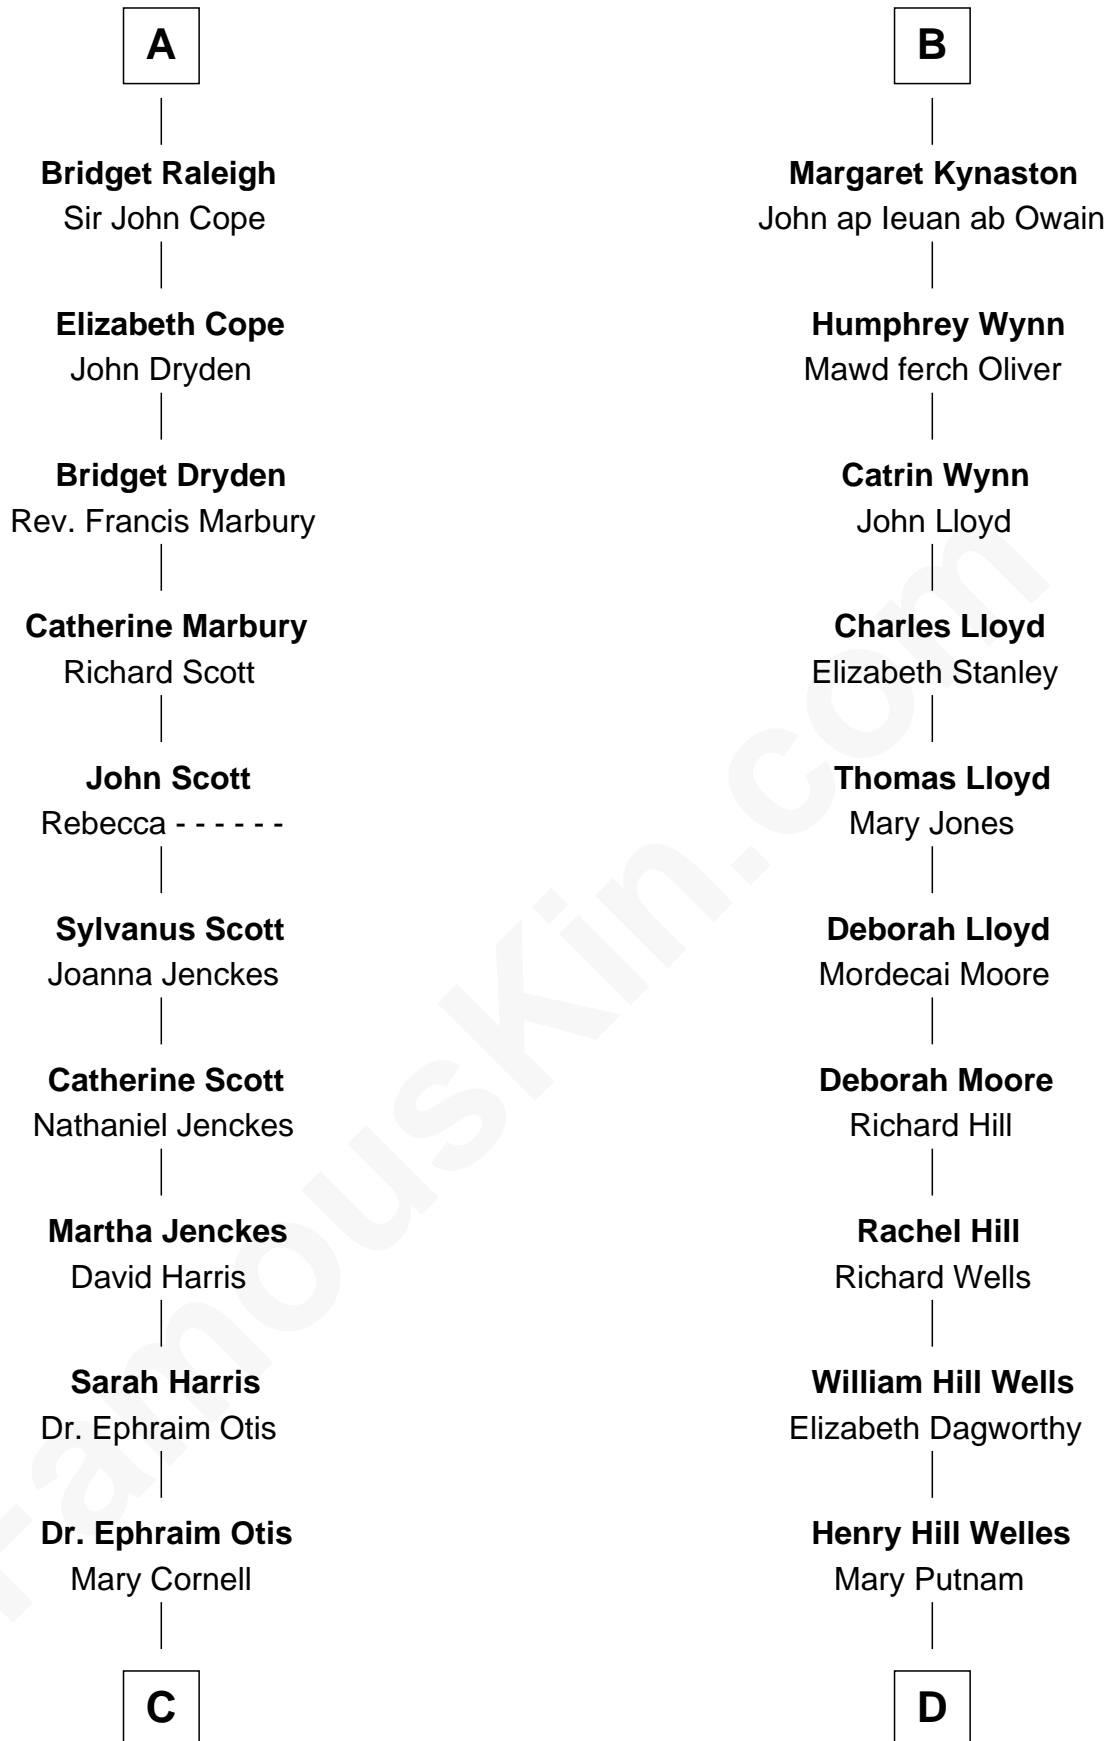 A
Bridget Raleigh
Sir John Cope
Elizabeth Cope
John Dryden
Bridget Dryden
Rev. Francis Marbury
Catherine Marbury
Richard Scott
John Scott
Rebecca - - - - - -
Sylvanus Scott
Joanna Jenckes
Catherine Scott
Nathaniel Jenckes
Martha Jenckes
David Harris
Sarah Harris
Dr. Ephraim Otis
Dr. Ephraim Otis
Mary Cornell
C
B
Margaret Kynaston
John ap Ieuan ab Owain
Humphrey Wynn
Mawd ferch Oliver
Catrin Wynn
John Lloyd
Charles Lloyd
Elizabeth Stanley
Thomas Lloyd
Mary Jones
Deborah Lloyd
Mordecai Moore
Deborah Moore
Richard Hill
Rachel Hill
Richard Wells
William Hill Wells
Elizabeth Dagworthy
Henry Hill Welles
Mary Putnam
D
FamousKin.com